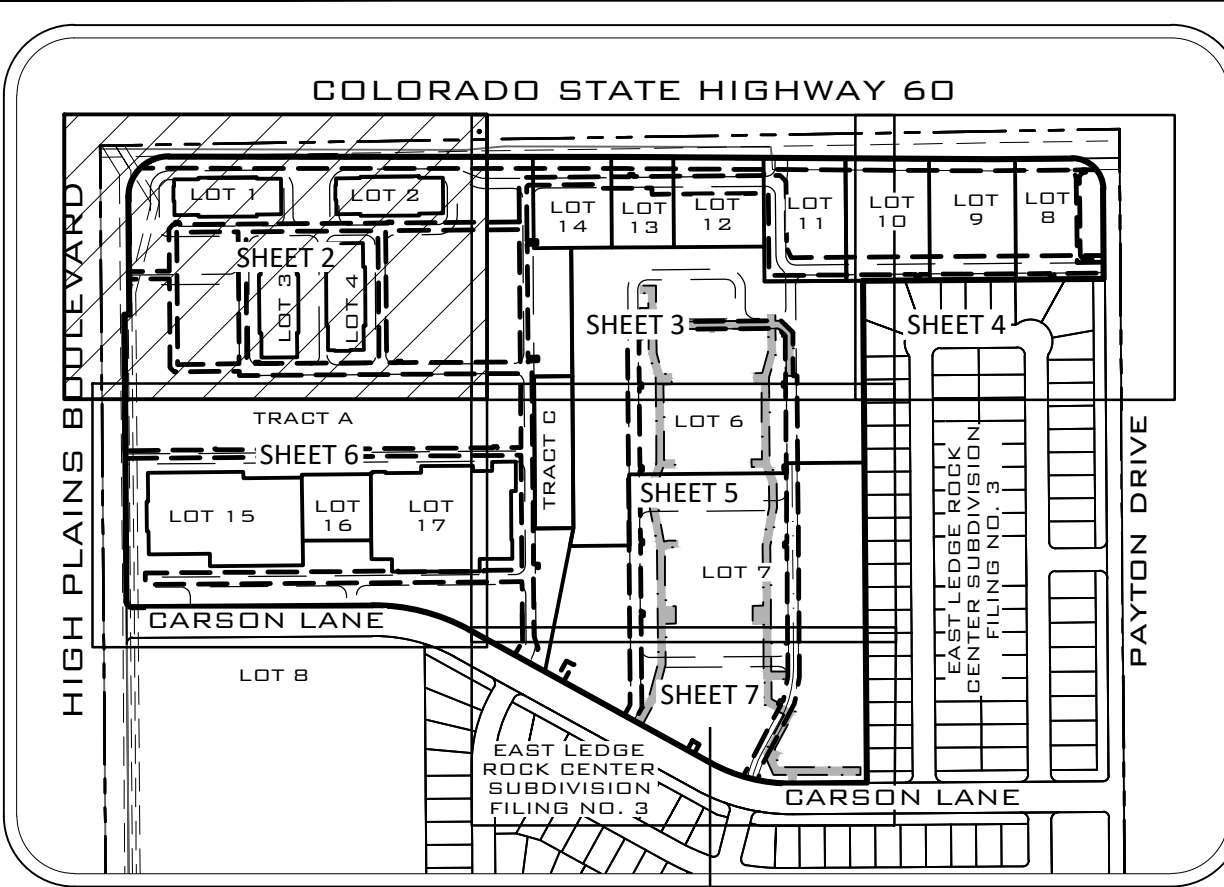 COLORADO STATE HIGHWAY 60
HIGH PLAINS BOULEVARD
LOT 1
LOT 2
SHEET 2
LOT 3
LOT 4
LOT
14
LOT
13
LOT
12
LOT
11
LOT
10
LOT
9
LOT
8
SHEET 3
SHEET 4
TRACT A
SHEET 6
TRACT C
LOT 6
SHEET 5
LOT 15
LOT
16
LOT
17
LOT 7
EAST LEDGE ROCK
CENTER SUBDIVISION
FILING NO. 3
PAYTON DRIVE
CARSON LANE
LOT 8
SHEET 7
EAST LEDGE
ROCK CENTER
SUBDIVISION
FILING NO. 3
CARSON LANE